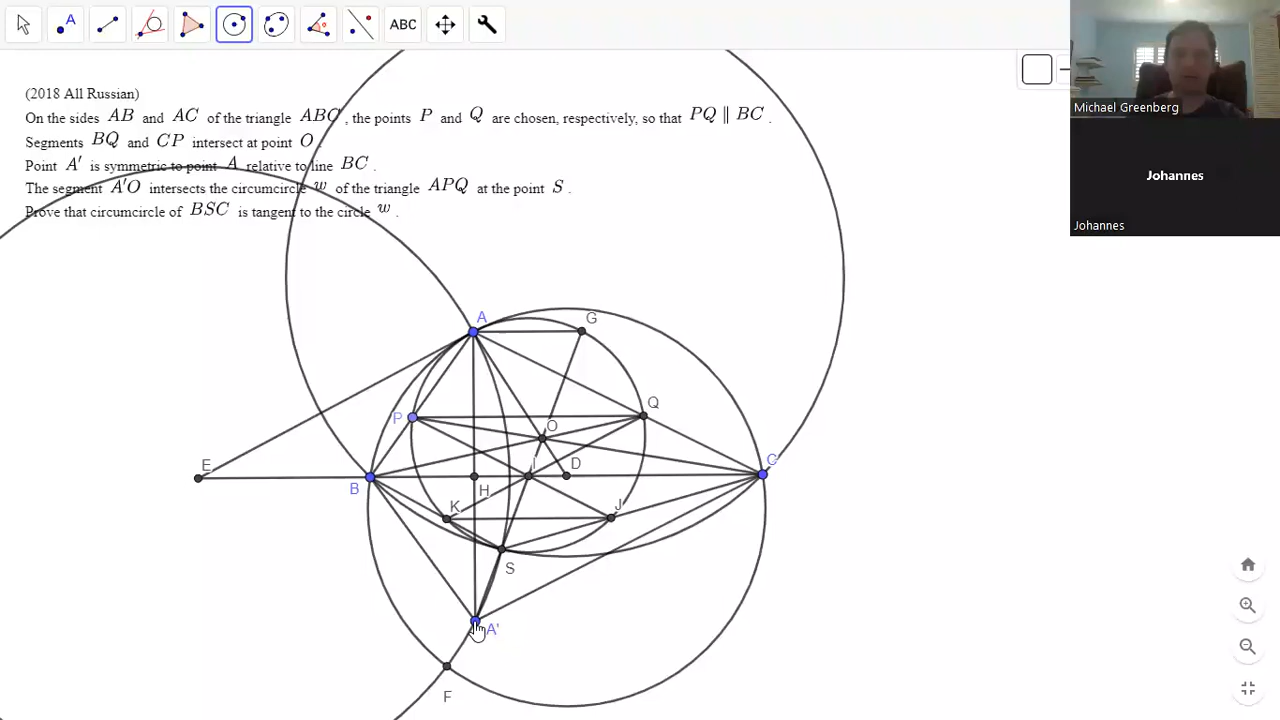 ABC
(2018 All Russian)
On the sides AB and AC of the triangle ABC , the points P and Q are chosen, respectively, so that PQ ∥ BC .
Segments BQ and CP intersect at point O .
Point A′ is symmetric to point A relative to line BC .
The segment A′O intersects the circumcircle w of the triangle APQ at the point S .
Prove that circumcircle of BSC is tangent to the circle w .
Michael Greenberg
Johannes
Johannes
A
G
P
Q
O
E
B
H
I
D
C
K
J
S
A'
F